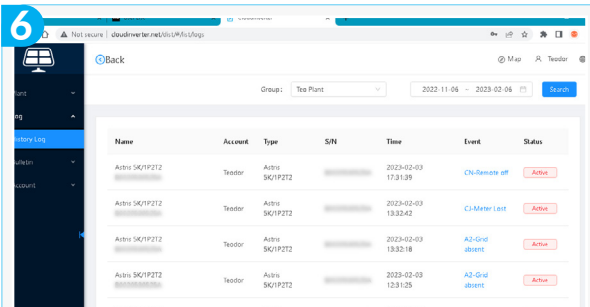 6
Not secure | cloudinverter.net/dist/#/list/logs
Back
Map Teodor
Plant
Group: Tea Plant 2022-11-06 ~ 2023-02-06 Search
Log
History Log
Bulletin
Account
Name Account Type S/N Time Event Status
Astris 5K/1P2T2 Teodor Astris 5K/1P2T2 2023-02-03 17:31:39 CN-Remote off Active
Astris 5K/1P2T2 Teodor Astris 5K/1P2T2 2023-02-03 13:32:42 CJ-Meter Lost Active
Astris 5K/1P2T2 Teodor Astris 5K/1P2T2 2023-02-03 13:32:18 A2-Grid absent Active
Astris 5K/1P2T2 Teodor Astris 5K/1P2T2 2023-02-03 12:31:25 A2-Grid absent Active